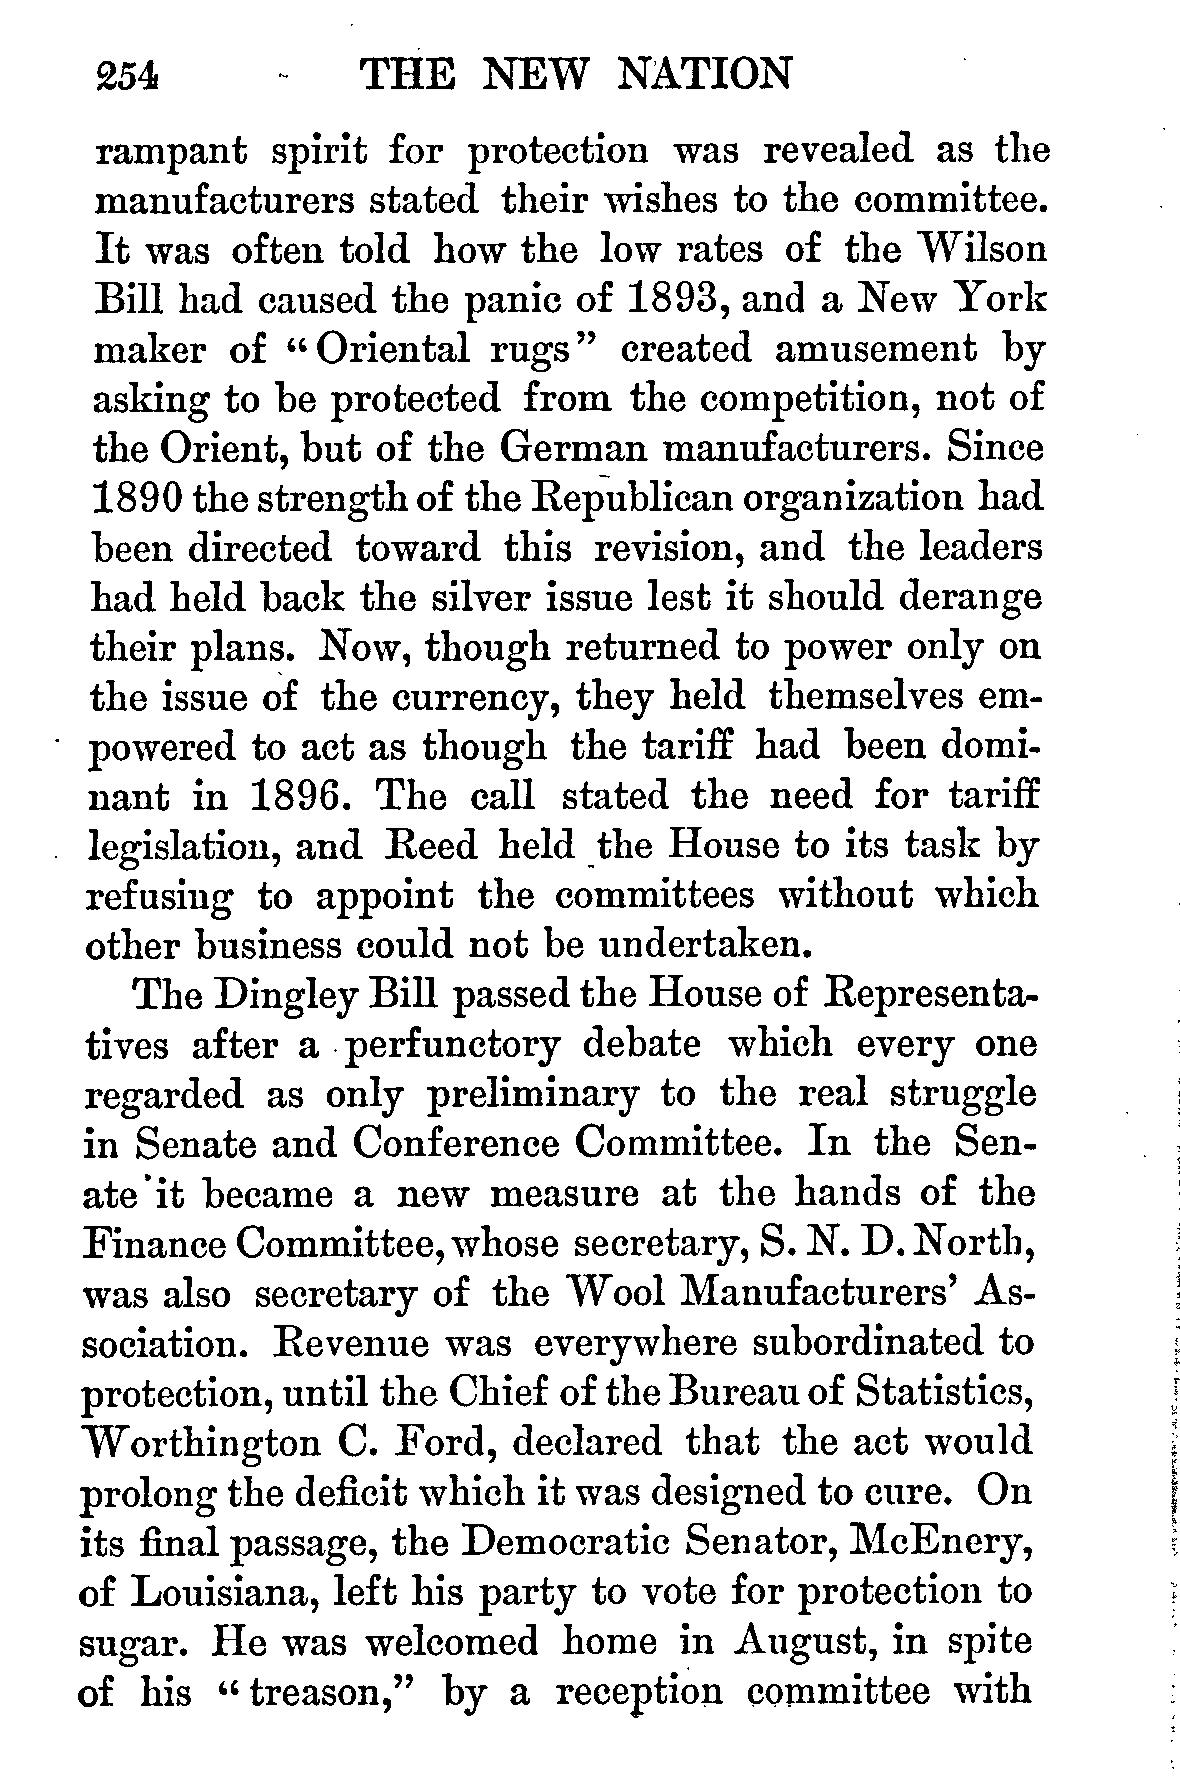 254 THE NEW NATION
rampant spirit for protection was revealed as the
manufacturers stated their wishes to the committee.
It was often told how the low rates of the Wilson
Bill had caused the panic of 1893, and a New York
maker of “Oriental rugs” created amusement by
asking to be protected from the competition, not of
the Orient, but of the German manufacturers. Since
1890 the strength of the Republican organization had
been directed toward this revision, and the leaders
had held back the silver issue lest it should derange
their plans. Now, though returned to power only on
the issue of the currency, they held themselves em-
powered to act as though the tariff had been domi-
nant in 1896. The call stated the need for tariff
legislation, and Reed held the House to its task by
refusing to appoint the committees without which
other business could not be undertaken.
The Dingley Bill passed the House of Representa-
tives after a perfunctory debate which every one
regarded as only preliminary to the real struggle
in Senate and Conference Committee. In the Sen-
ate it became a new measure at the hands of the
Finance Committee, whose secretary, S. N. D. North,
was also secretary of the Wool Manufacturers’ As-
sociation. Revenue was everywhere subordinated to
protection, until the Chief of the Bureau of Statistics,
Worthington C. Ford, declared that the act would
prolong the deficit which it was designed to cure. On
its final passage, the Democratic Senator, McEnery,
of Louisiana, left his party to vote for protection to
sugar. He was welcomed home in August, in spite
of his “treason,” by a reception committee with